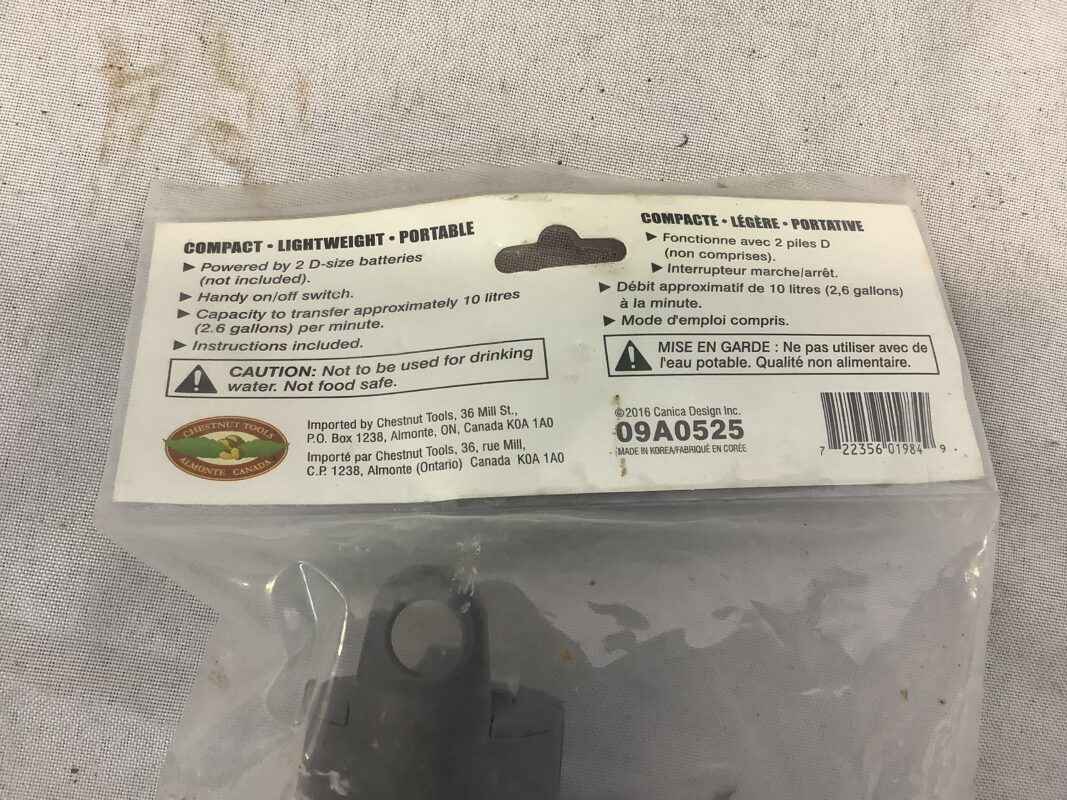 COMPACT • LIGHTWEIGHT • PORTABLE
▶ Powered by 2 D-size batteries
(not included).
▶ Handy on/off switch.
▶ Capacity to transfer approximately 10 litres
(2.6 gallons) per minute.
▶ Instructions included.
CAUTION: Not to be used for drinking
water. Not food safe.
COMPACTE • LÉGÈRE • PORTATIVE
▶ Fonctionne avec 2 piles D
(non comprises).
▶ Interrupteur marche/arrêt.
▶ Débit approximatif de 10 litres (2,6 gallons)
à la minute.
▶ Mode d'emploi compris.
MISE EN GARDE : Ne pas utiliser avec de
l'eau potable. Qualité non alimentaire.
CHESTNUT TOOLS
ALMONTE CANADA
Imported by Chestnut Tools, 36 Mill St.,
P.O. Box 1238, Almonte, ON, Canada K0A 1A0
Importé par Chestnut Tools, 36, rue Mill,
C.P. 1238, Almonte (Ontario) Canada K0A 1A0
©2016 Canica Design Inc.
09A0525
MADE IN KOREA/FABRIQUÉ EN CORÉE
7 22356 01984 9